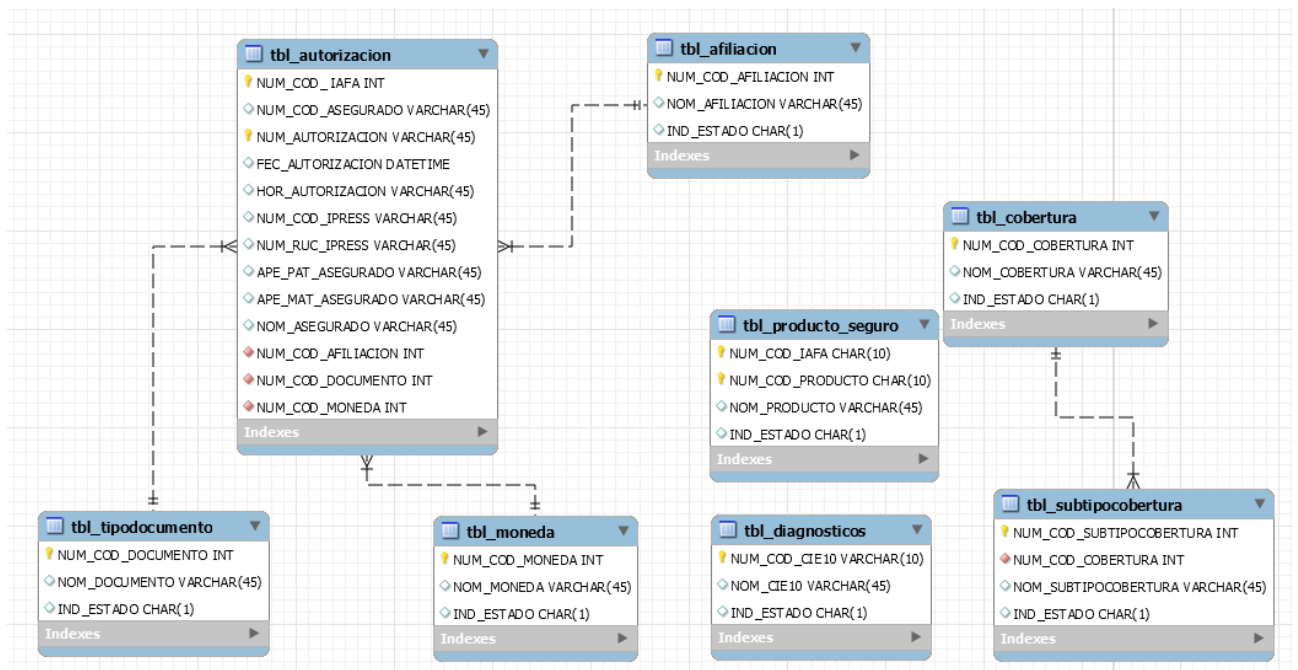 tbl_autorizacion
NUM_COD_ IAFA INT
NUM_COD_ASEGURADO VARCHAR(45)
NUM_AUTORIZACION VARCHAR(45)
FEC_AUTORIZACION DATETIME
HOR_AUTORIZACION VARCHAR(45)
NUM_COD_IPRESS VARCHAR(45)
NUM_RUC_IPRESS VARCHAR(45)
APE_PAT_ASEGURADO VARCHAR(45)
APE_MAT_ASEGURADO VARCHAR(45)
NOM_ASEGURADO VARCHAR(45)
NUM_COD_AFILIACION INT
NUM_COD_DOCUMENTO INT
NUM_COD_MONEDA INT
Indexes
tbl_afiliacion
NUM_COD_AFILIACION INT
NOM_AFILIACION VARCHAR(45)
IND_ESTADO CHAR(1)
Indexes
tbl_cobertura
NUM_COD_COBERTURA INT
NOM_COBERTURA VARCHAR(45)
IND_ESTADO CHAR(1)
Indexes
tbl_producto_seguro
NUM_COD_IAFA CHAR(10)
NUM_COD_PRODUCTO CHAR(10)
NOM_PRODUCTO VARCHAR(45)
IND_ESTADO CHAR(1)
Indexes
tbl_tipodocumento
NUM_COD_DOCUMENTO INT
NOM_DOCUMENTO VARCHAR(45)
IND_ESTADO CHAR(1)
Indexes
tbl_moneda
NUM_COD_MONEDA INT
NOM_MONEDA VARCHAR(45)
IND_ESTADO CHAR(1)
Indexes
tbl_diagnosticos
NUM_COD_CIE10 VARCHAR(10)
NOM_CIE10 VARCHAR(45)
IND_ESTADO CHAR(1)
Indexes
tbl_subtipocobertura
NUM_COD_SUBTIPOCOBERTURA INT
NUM_COD_COBERTURA INT
NOM_SUBTIPOCOBERTURA VARCHAR(45)
IND_ESTADO CHAR(1)
Indexes